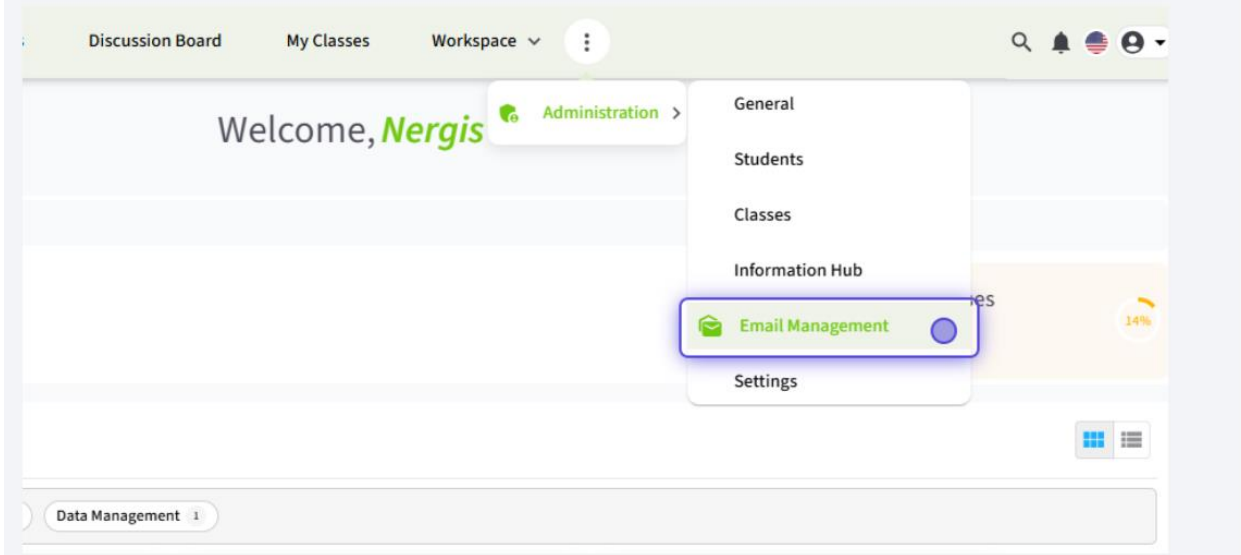 Discussion Board
My Classes
Workspace
Administration
General
Welcome, Nergis
Students
Classes
Information Hub
Email Management
14%
Settings
Data Management 1